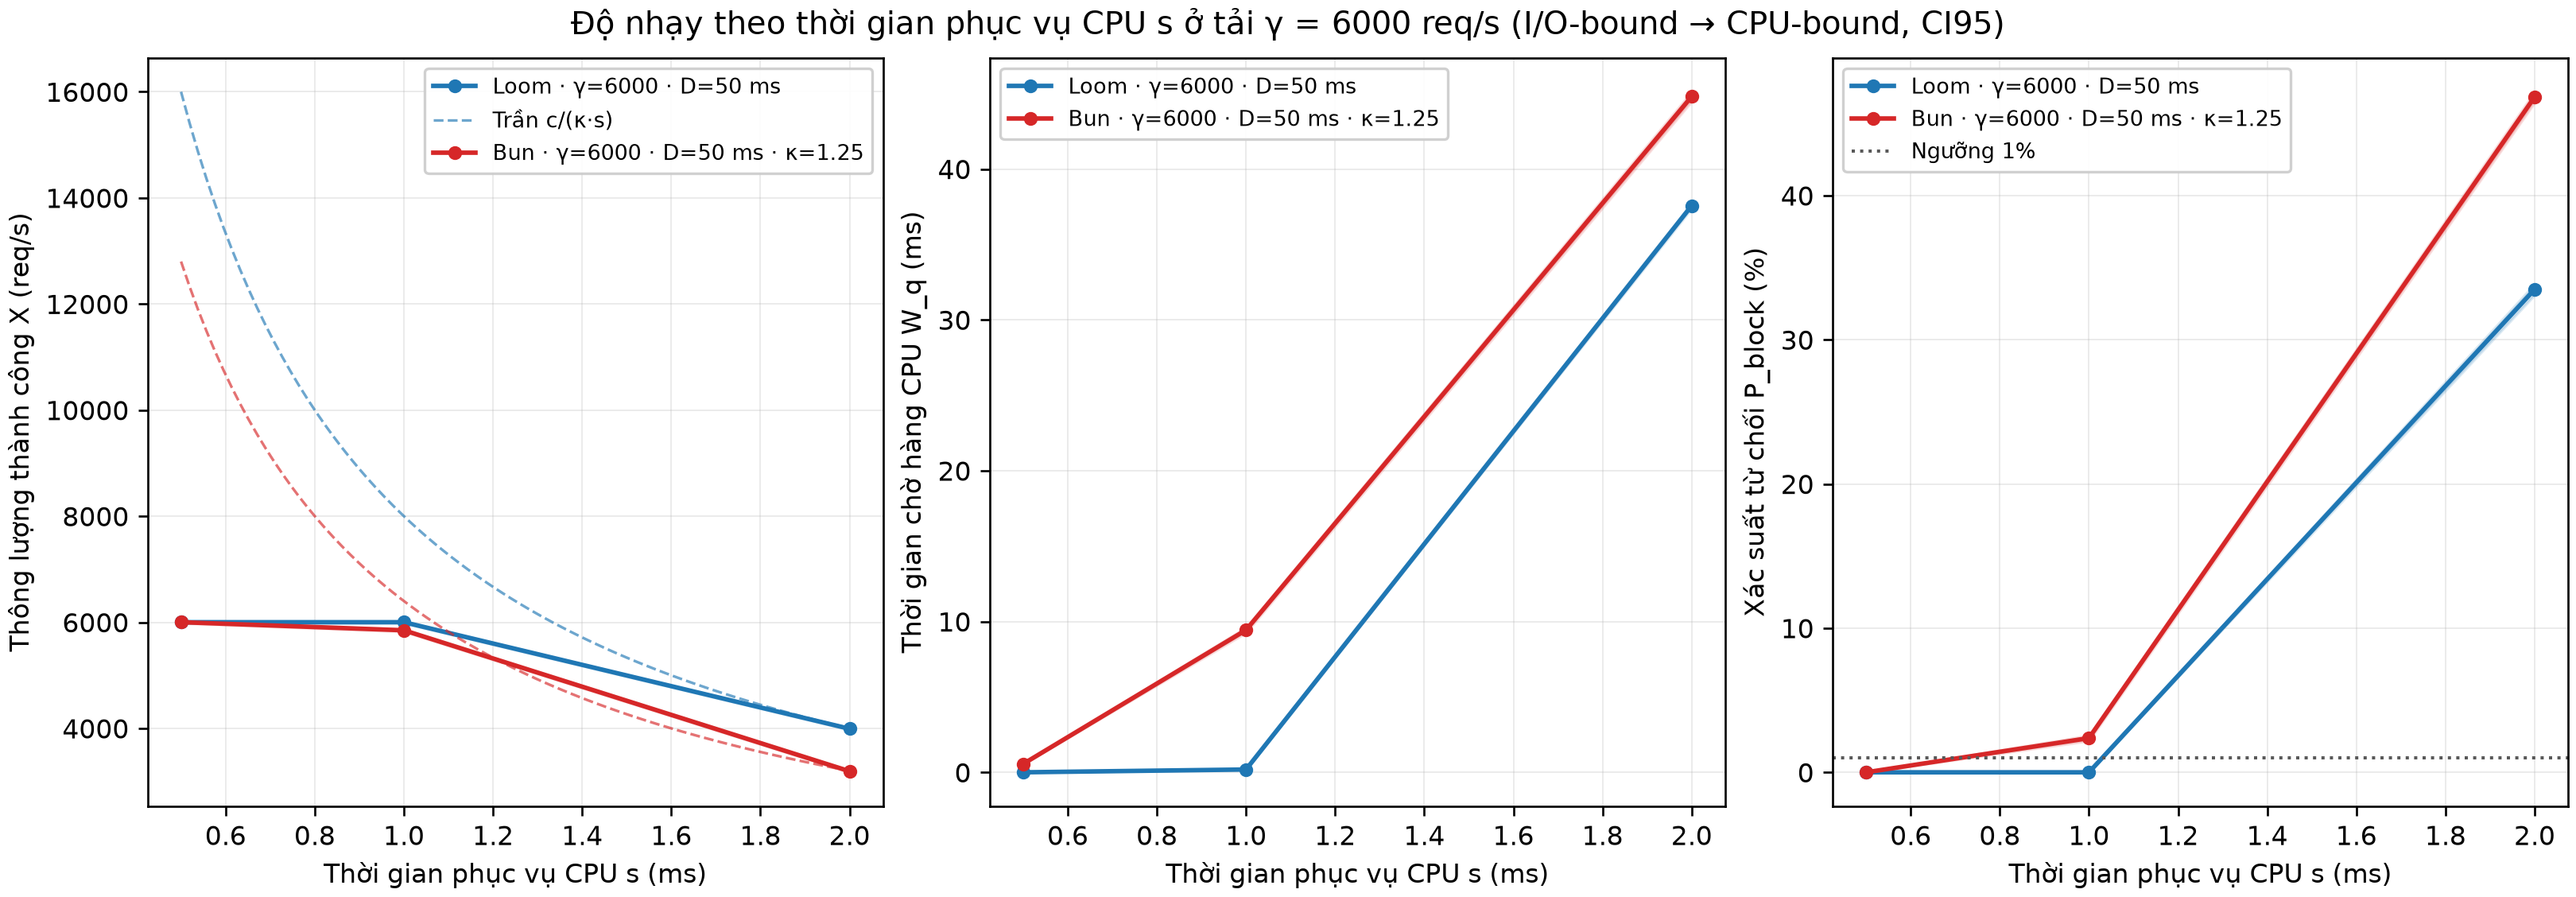 Độ nhạy theo thời gian phục vụ CPU s ở tải γ = 6000 req/s (I/O-bound → CPU-bound, CI95)
Thông lượng thành công X (req/s)
16000
14000
12000
10000
8000
6000
4000
Loom · γ=6000 · D=50 ms
Trần c/(κ·s)
Bun · γ=6000 · D=50 ms · κ=1.25
0.6 0.8 1.0 1.2 1.4 1.6 1.8 2.0
Thời gian phục vụ CPU s (ms)
Thời gian chờ hàng CPU W_q (ms)
40
30
20
10
0
Loom · γ=6000 · D=50 ms
Bun · γ=6000 · D=50 ms · κ=1.25
0.6 0.8 1.0 1.2 1.4 1.6 1.8 2.0
Thời gian phục vụ CPU s (ms)
Xác suất từ chối P_block (%)
40
30
20
10
0
Loom · γ=6000 · D=50 ms
Bun · γ=6000 · D=50 ms · κ=1.25
Ngưỡng 1%
0.6 0.8 1.0 1.2 1.4 1.6 1.8 2.0
Thời gian phục vụ CPU s (ms)